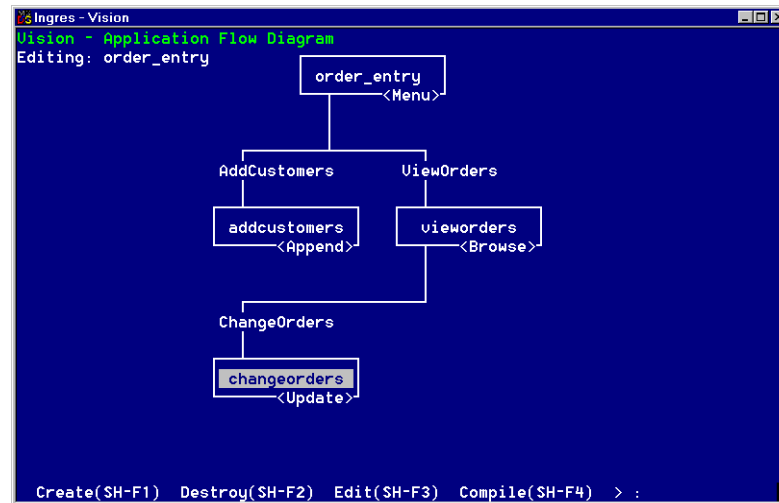 Ingres - Vision
Vision - Application Flow Diagram
Editing: order_entry
order_entry
<Menu>
AddCustomers ViewOrders
addcustomers vieworders
<Append> <Browse>
ChangeOrders
changeorders
<Update>
Create(SH-F1) Destroy(SH-F2) Edit(SH-F3) Compile(SH-F4) > :